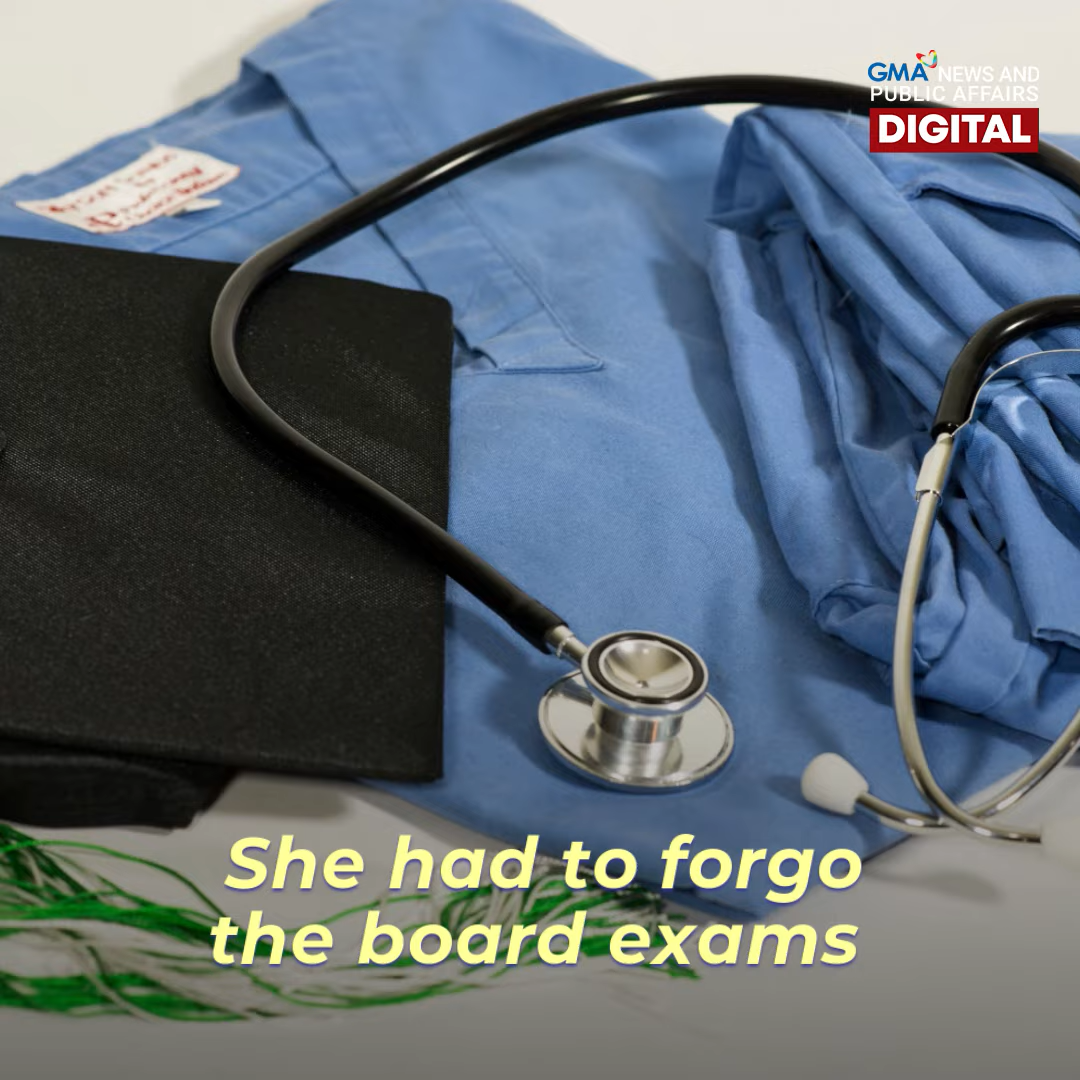 GMA NEWS AND
PUBLIC AFFAIRS
DIGITAL
She had to forgo
the board exams